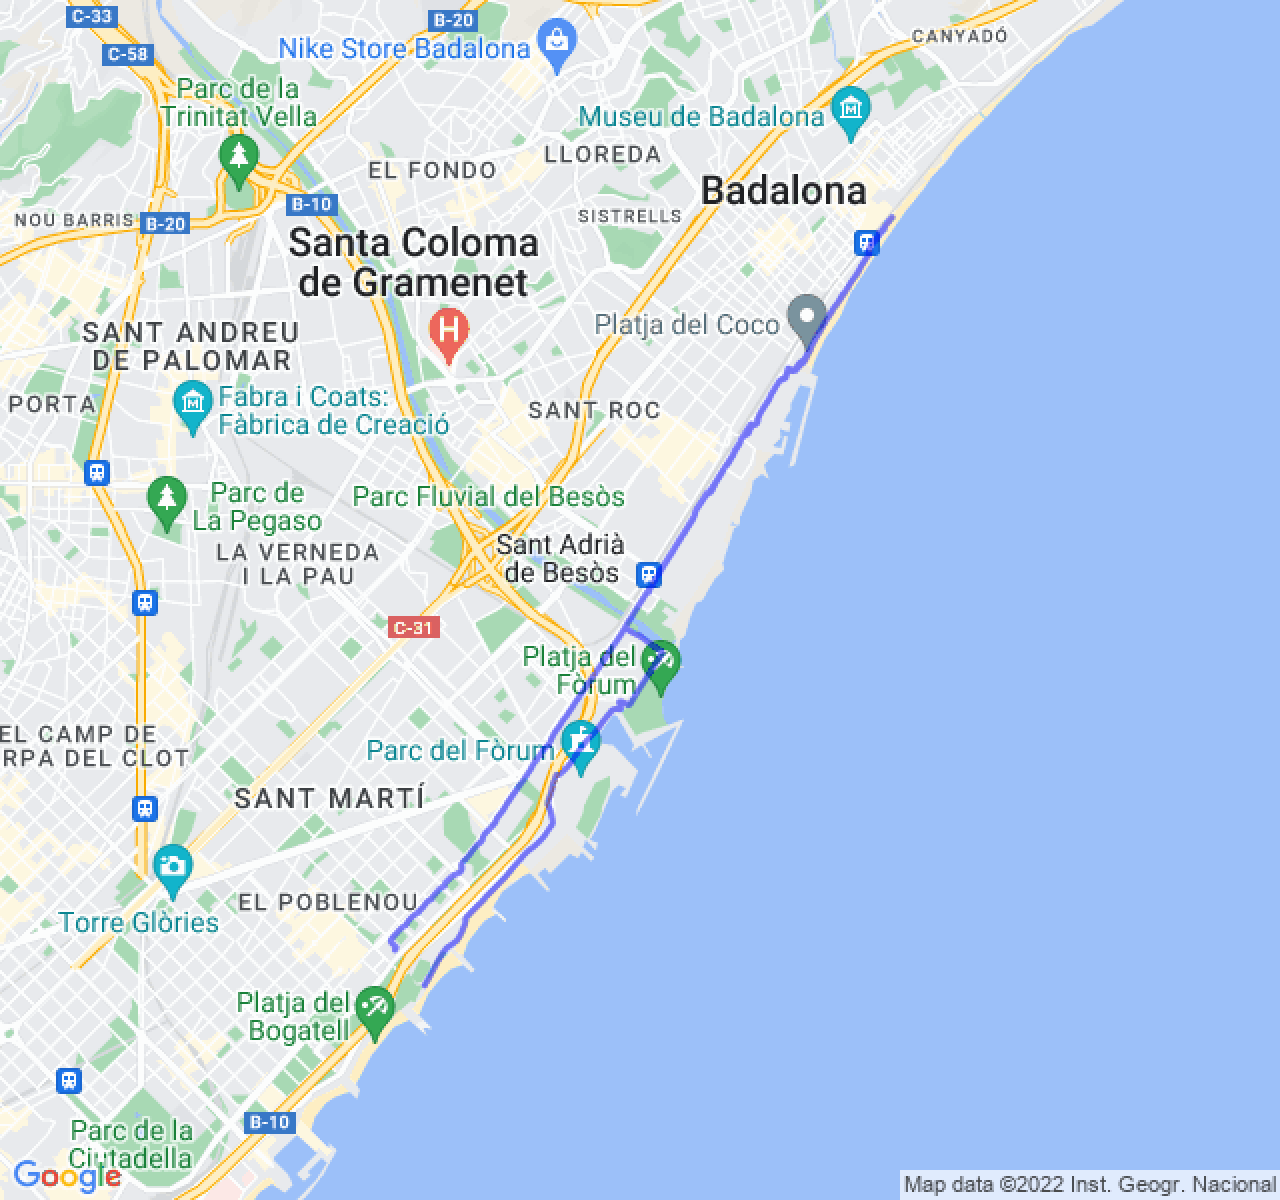 C-33
B-20
CANYADÓ
Nike Store Badalona
C-58
Parc de la
Trinitat Vella
Museu de Badalona
LLOREDA
EL FONDO
Badalona
B-10
SISTRELLS
NOU BARRIS
B-20
Santa Coloma
de Gramenet
H
Platja del Coco
SANT ANDREU
DE PALOMAR
Fabra i Coats:
Fàbrica de Creació
PORTA
SANT ROC
Parc de
La Pegaso
Parc Fluvial del Besòs
Sant Adrià
de Besòs
LA VERNEDA
I LA PAU
C-31
Platja del
Fòrum
EL CAMP DE
RPA DEL CLOT
Parc del Fòrum
SANT MARTÍ
EL POBLENOU
Torre Glòries
Platja del
Bogatell
B-10
Parc de la
Ciutadella
Google
Map data ©2022 Inst. Geogr. Nacional